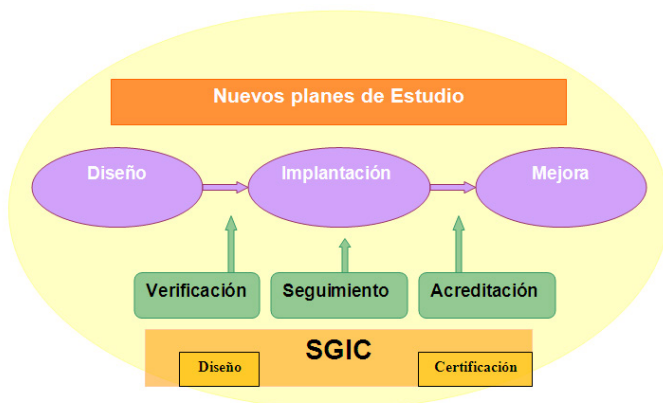 Nuevos planes de Estudio
Diseño
Implantación
Mejora
Verificación
Seguimiento
Acreditación
SGIC
Diseño
Certificación